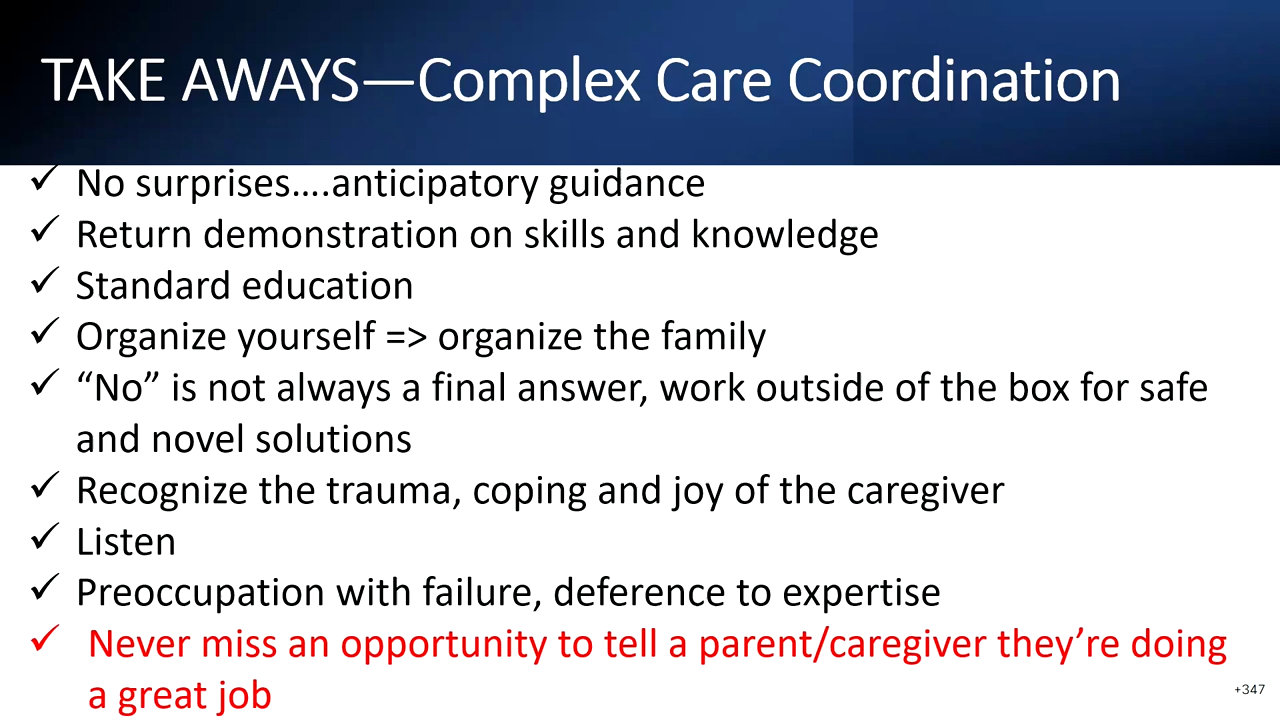 TAKE AWAYS—Complex Care Coordination
✓ No surprises….anticipatory guidance
✓ Return demonstration on skills and knowledge
✓ Standard education
✓ Organize yourself => organize the family
✓ “No” is not always a final answer, work outside of the box for safe
and novel solutions
✓ Recognize the trauma, coping and joy of the caregiver
✓ Listen
✓ Preoccupation with failure, deference to expertise
✓ Never miss an opportunity to tell a parent/caregiver they’re doing
a great job
+347